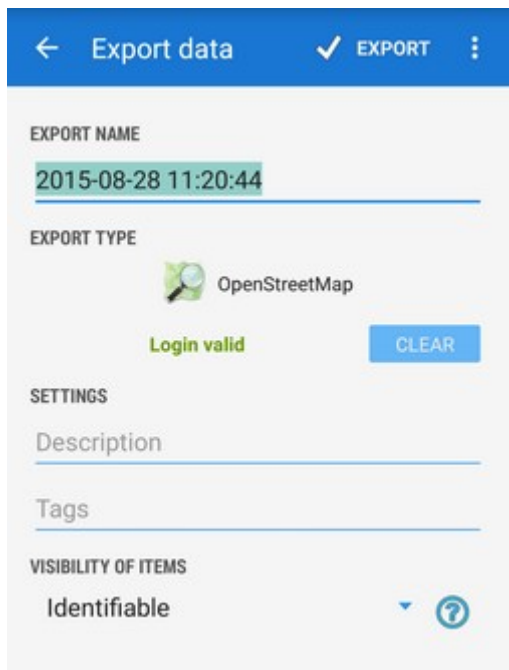 Export data EXPORT
EXPORT NAME
2015-08-28 11:20:44
EXPORT TYPE
OpenStreetMap
Login valid CLEAR
SETTINGS
Description
Tags
VISIBILITY OF ITEMS
Identifiable ?